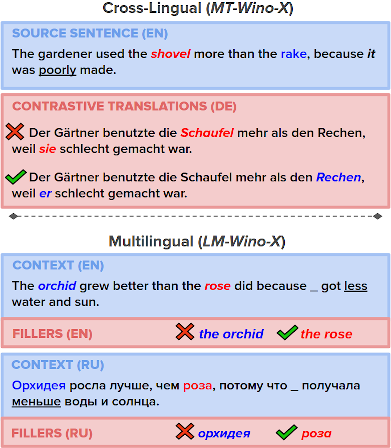 Cross-Lingual (MT-Wino-X)
SOURCE SENTENCE (EN)
The gardener used the shovel more than the rake, because it
was poorly made.
CONTRASTIVE TRANSLATIONS (DE)
Der Gärtner benutzte die Schaufel mehr als den Rechen,
weil sie schlecht gemacht war.
Der Gärtner benutzte die Schaufel mehr als den Rechen,
weil er schlecht gemacht war.
Multilingual (LM-Wino-X)
CONTEXT (EN)
The orchid grew better than the rose did because _ got less
water and sun.
FILLERS (EN) the orchid the rose
CONTEXT (RU)
Орхидея росла лучше, чем роза, потому что _ получала
меньше воды и солнца.
FILLERS (RU) орхидея роза